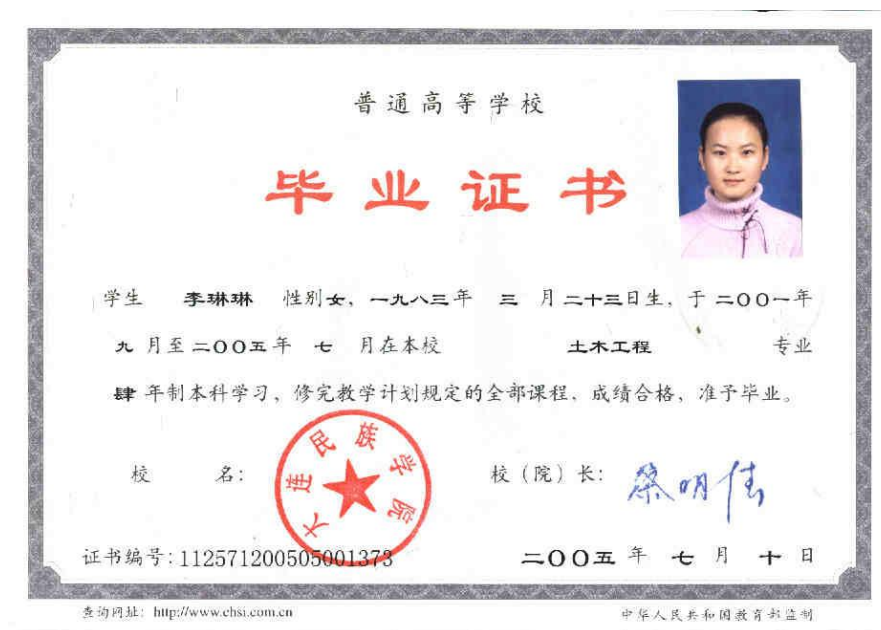 普通高等学校
毕业证书
学生 李琳琳 性别女，一九八三年 三 月二十三日生，于二〇〇一年
九 月至二〇〇五年 七 月在本校 土木工程 专业
肆 年制本科学习，修完教学计划规定的全部课程，成绩合格，准予毕业。
校 名：
大连民族学院
校（院）长：
证书编号：112571200505001373
二〇〇五 年 七 月 十 日
查询网址：http://www.chsi.com.cn
中华人民共和国教育部监制